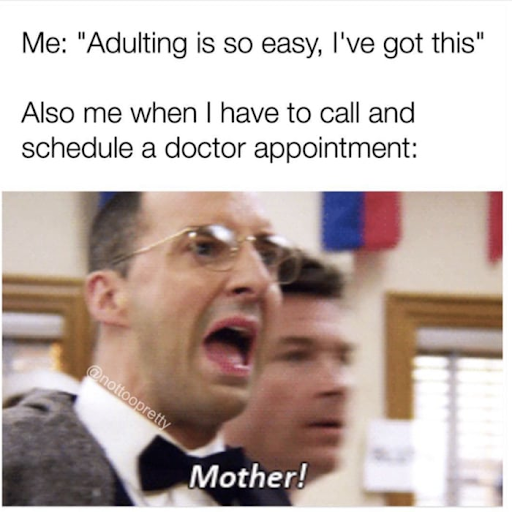 Me: "Adulting is so easy, I've got this"
Also me when I have to call and
schedule a doctor appointment:
@nottoopretty
Mother!